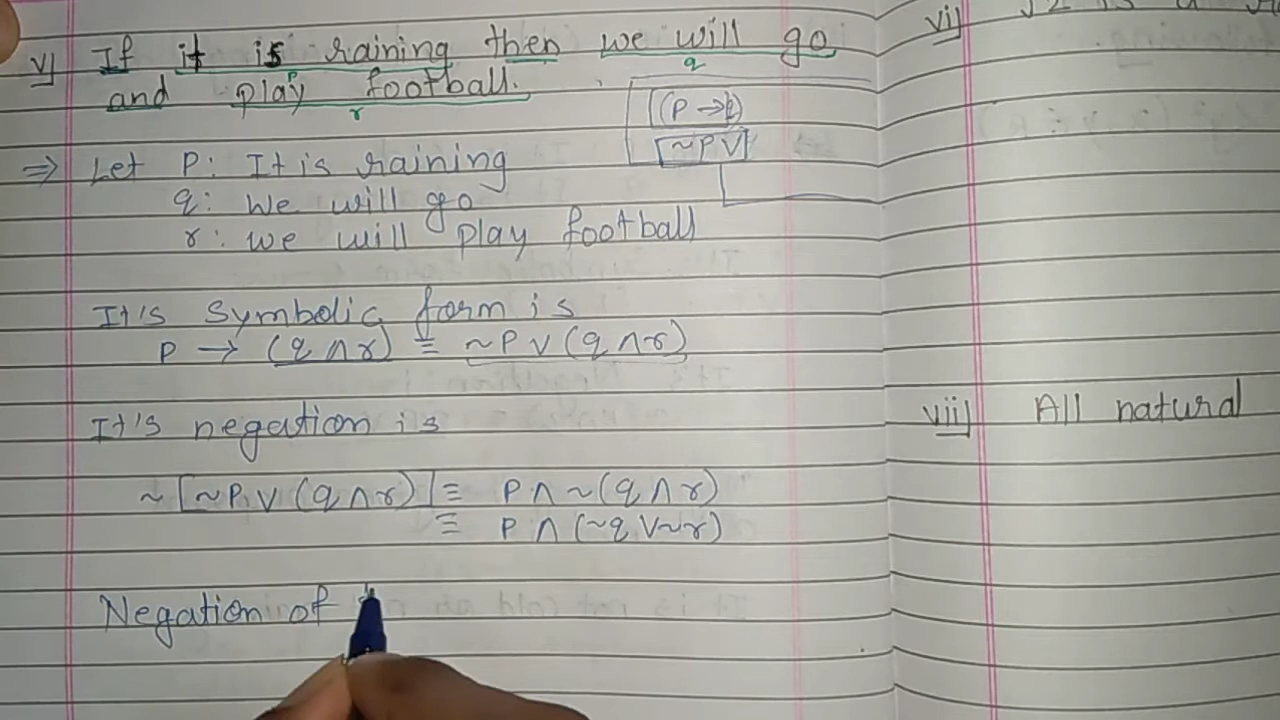 v) If it is raining then we will go
and play football.
p q r
(P →
~P V
⇒ Let P: It is raining
q: We will go
r: we will play football
It's Symbolic form is
P → (q ∧ r) ≡ ~P ∨ (q ∧ r)
It's negation is
~ [~P ∨ (q ∧ r)] ≡ P ∧ ~(q ∧ r)
≡ P ∧ (~q ∨ ~r)
Negation of
vi)
vii) All natural